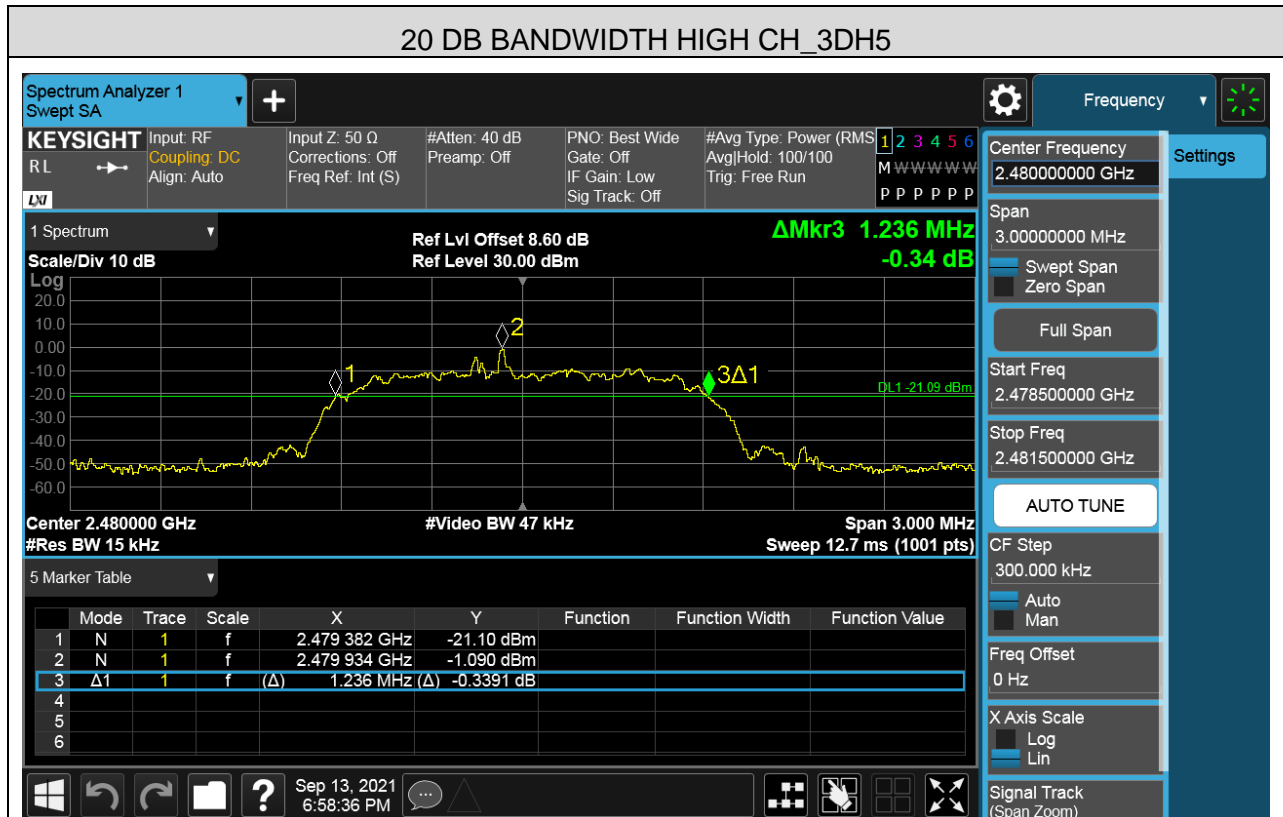 20 DB BANDWIDTH HIGH CH_3DH5
Spectrum Analyzer 1
Swept SA
Frequency
KEYSIGHT
RL
LXI
Input: RF
Coupling: DC
Align: Auto
Input Z: 50 Ω
Corrections: Off
Freq Ref: Int (S)
#Atten: 40 dB
Preamp: Off
PNO: Best Wide
Gate: Off
IF Gain: Low
Sig Track: Off
#Avg Type: Power (RMS
Avg|Hold: 100/100
Trig: Free Run
1 2 3 4 5 6
M W W W W W
P P P P P P
1 Spectrum
Scale/Div 10 dB
Ref Lvl Offset 8.60 dB
Ref Level 30.00 dBm
ΔMkr3 1.236 MHz
-0.34 dB
Log
20.0
10.0
0.00
-10.0
-20.0
-30.0
-40.0
-50.0
-60.0
1
2
3Δ1
DL1 -21.09 dBm
Center 2.480000 GHz
#Video BW 47 kHz
Span 3.000 MHz
#Res BW 15 kHz
Sweep 12.7 ms (1001 pts)
5 Marker Table
Mode Trace Scale X Y Function Function Width Function Value
1 N 1 f 2.479 382 GHz -21.10 dBm
2 N 1 f 2.479 934 GHz -1.090 dBm
3 Δ1 1 f (Δ) 1.236 MHz (Δ) -0.3391 dB
4
5
6
?
Sep 13, 2021
6:58:36 PM
Center Frequency
2.480000000 GHz
Settings
Span
3.00000000 MHz
Swept Span
Zero Span
Full Span
Start Freq
2.478500000 GHz
Stop Freq
2.481500000 GHz
AUTO TUNE
CF Step
300.000 kHz
Auto
Man
Freq Offset
0 Hz
X Axis Scale
Log
Lin
Signal Track
(Span Zoom)